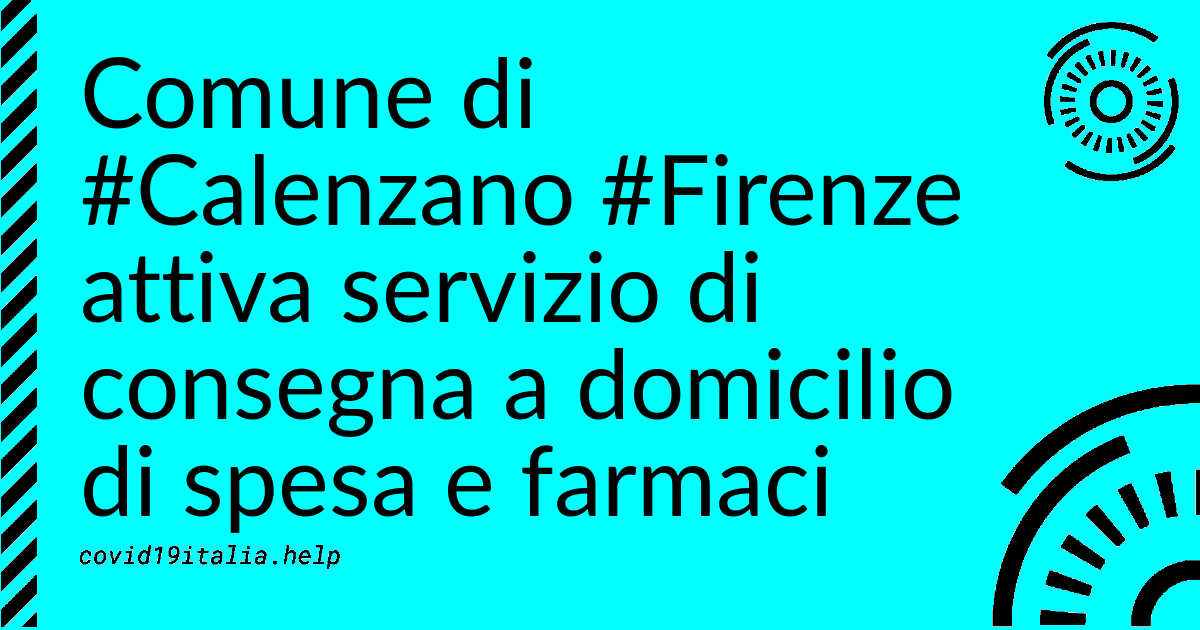 Comune di
#Calenzano #Firenze
attiva servizio di
consegna a domicilio
di spesa e farmaci
covid19italia.help